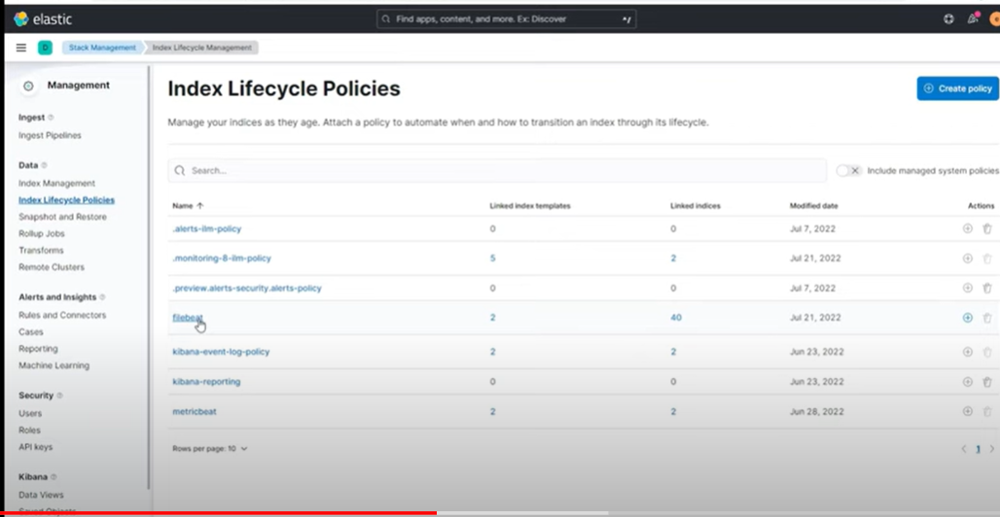 elastic
Find apps, content, and more. Ex: Discover
D
Stack Management
Index Lifecycle Management
Management
Ingest
Ingest Pipelines
Data
Index Management
Index Lifecycle Policies
Snapshot and Restore
Rollup Jobs
Transforms
Remote Clusters
Alerts and Insights
Rules and Connectors
Cases
Reporting
Machine Learning
Security
Users
Roles
API keys
Kibana
Data Views
Saved Objects
Index Lifecycle Policies
Create policy
Manage your indices as they age. Attach a policy to automate when and how to transition an index through its lifecycle.
Search...
Include managed system policies
Name Linked index templates Linked indices Modified date Actions
.alerts-ilm-policy 0 0 Jul 7, 2022
.monitoring-8-ilm-policy 5 2 Jul 21, 2022
.preview.alerts-security.alerts-policy 0 0 Jul 7, 2022
filebeat 2 40 Jul 21, 2022
kibana-event-log-policy 2 2 Jun 23, 2022
kibana-reporting 0 0 Jun 23, 2022
metricbeat 2 2 Jun 28, 2022
Rows per page: 10
1